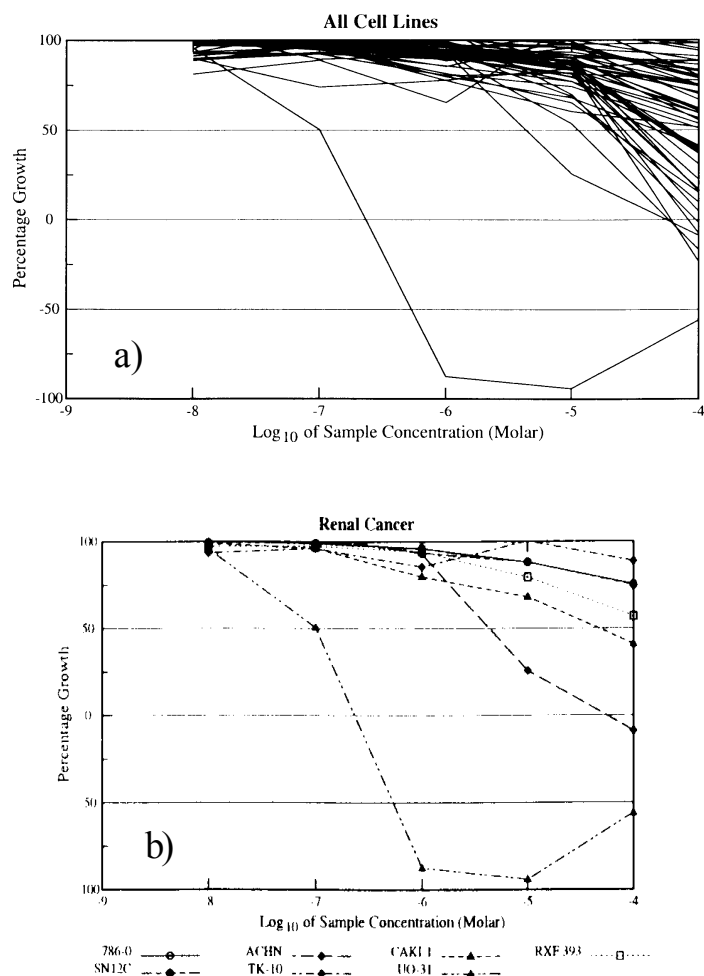 All Cell Lines
100
50
0
-50
-100
Percentage Growth
a)
-9 -8 -7 -6 -5 -4
Log10 of Sample Concentration (Molar)
Renal Cancer
100
50
0
50
100
Percentage Growth
b)
-9 8 -7 -6 -5 -4
Log10 of Sample Concentration (Molar)
786-0 ACHN CAKI 1 RXF 393
SN12C TK-10 UO-31